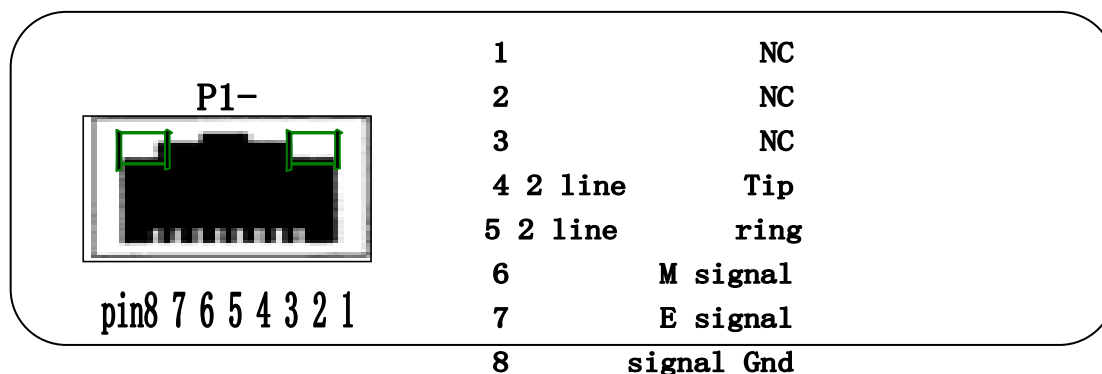 P1-
pin8 7 6 5 4 3 2 1
1 NC
2 NC
3 NC
4 2 line Tip
5 2 line ring
6 M signal
7 E signal
8 signal Gnd